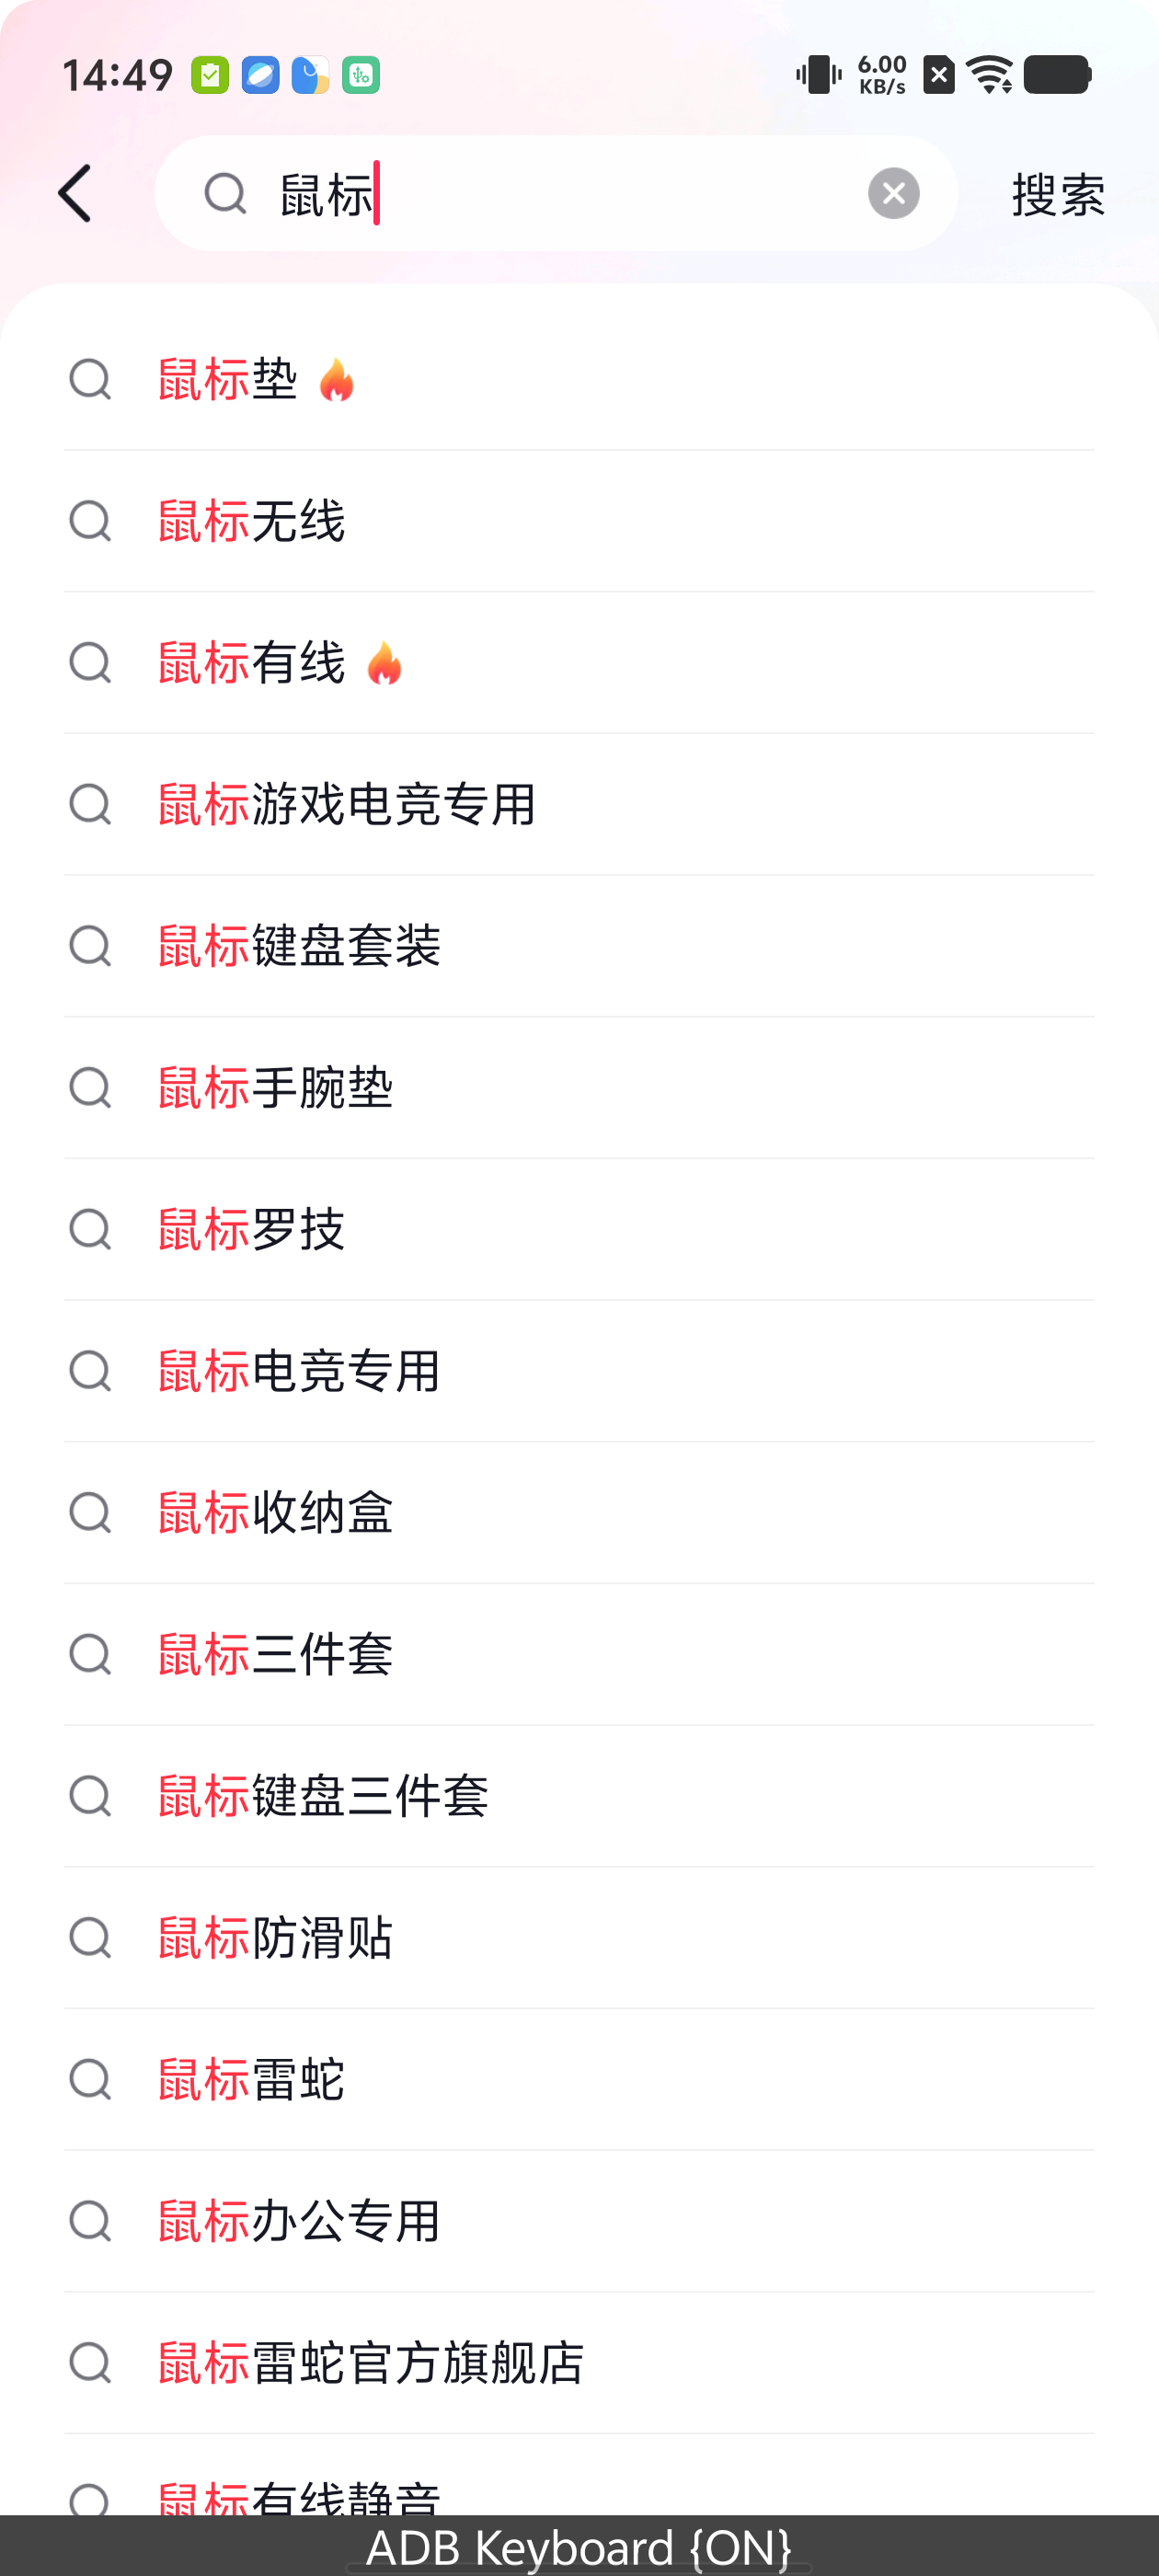 14:49
6.00
KB/s
鼠标
搜索
鼠标垫
鼠标无线
鼠标有线
鼠标游戏电竞专用
鼠标键盘套装
鼠标手腕垫
鼠标罗技
鼠标电竞专用
鼠标收纳盒
鼠标三件套
鼠标键盘三件套
鼠标防滑贴
鼠标雷蛇
鼠标办公专用
鼠标雷蛇官方旗舰店
鼠标有线静音
ADB Keyboard {ON}